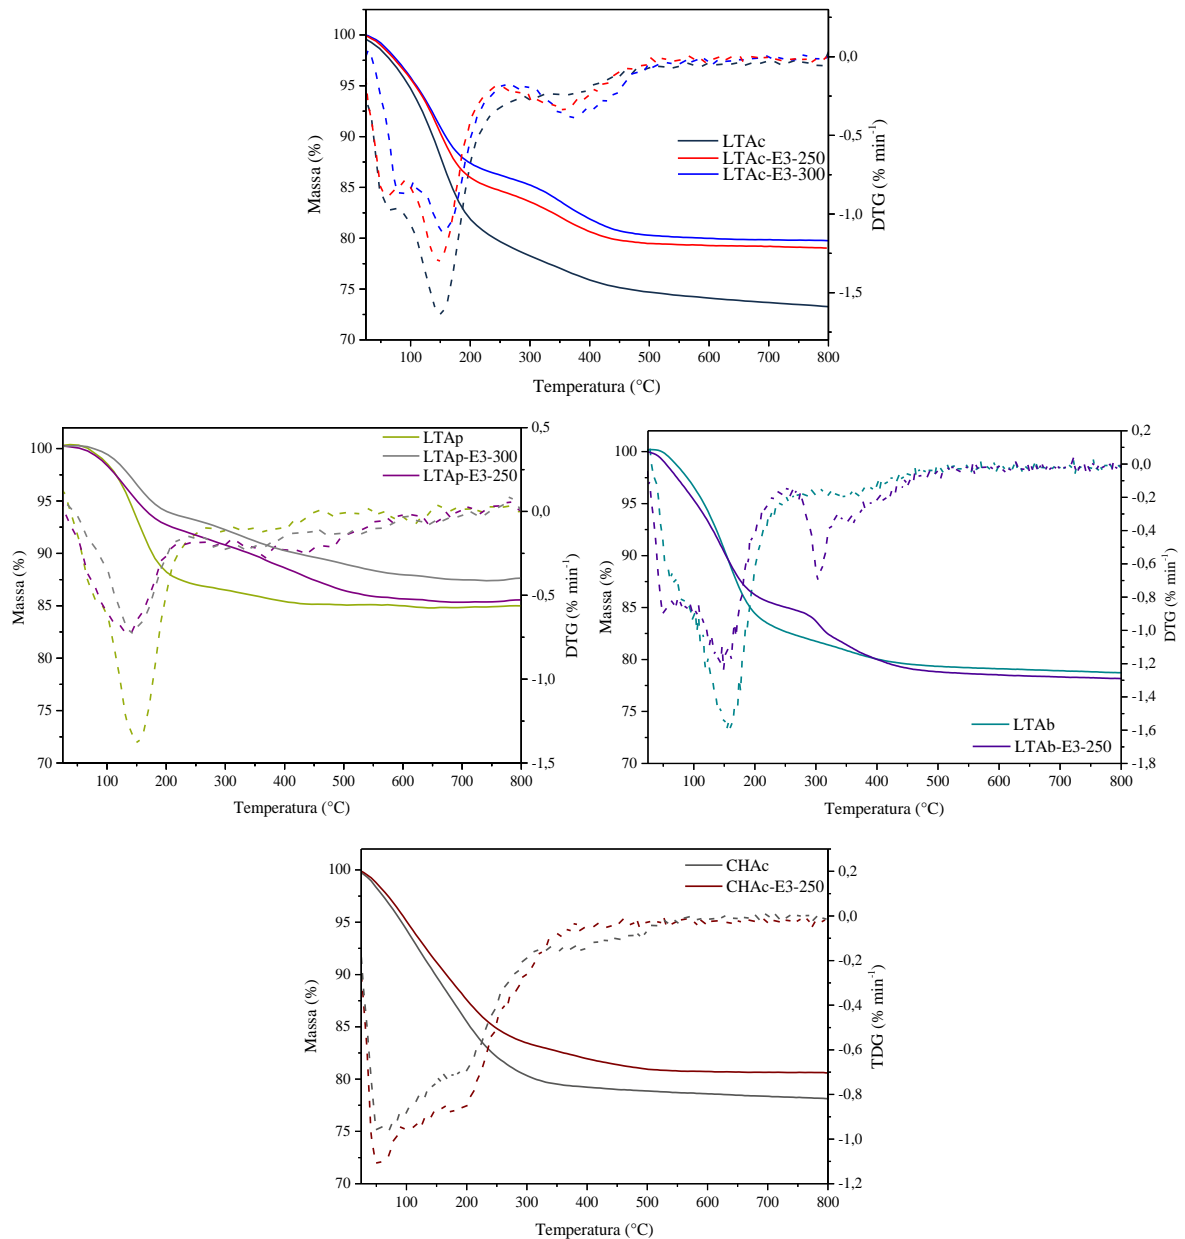 100
95
90
85
80
75
70
Massa (%)
100 200 300 400 500 600 700 800
Temperatura (°C)
0,0
-0,5
-1,0
-1,5
DTG (% min⁻¹)
LTAc
LTAc-E3-250
LTAc-E3-300
100
95
90
85
80
75
70
Massa (%)
100 200 300 400 500 600 700 800
Temperatura (°C)
0,5
0,0
-0,5
-1,0
-1,5
DTG (% min⁻¹)
LTAp
LTAp-E3-300
LTAp-E3-250
100
95
90
85
80
75
70
Massa (%)
100 200 300 400 500 600 700 800
Temperatura (°C)
0,2
0,0
-0,2
-0,4
-0,6
-0,8
-1,0
-1,2
-1,4
-1,6
-1,8
DTG (% min⁻¹)
LTAb
LTAb-E3-250
100
95
90
85
80
75
70
Massa (%)
100 200 300 400 500 600 700 800
Temperatura (°C)
0,2
0,0
-0,2
-0,4
-0,6
-0,8
-1,0
-1,2
TDG (% min⁻¹)
CHAc
CHAc-E3-250